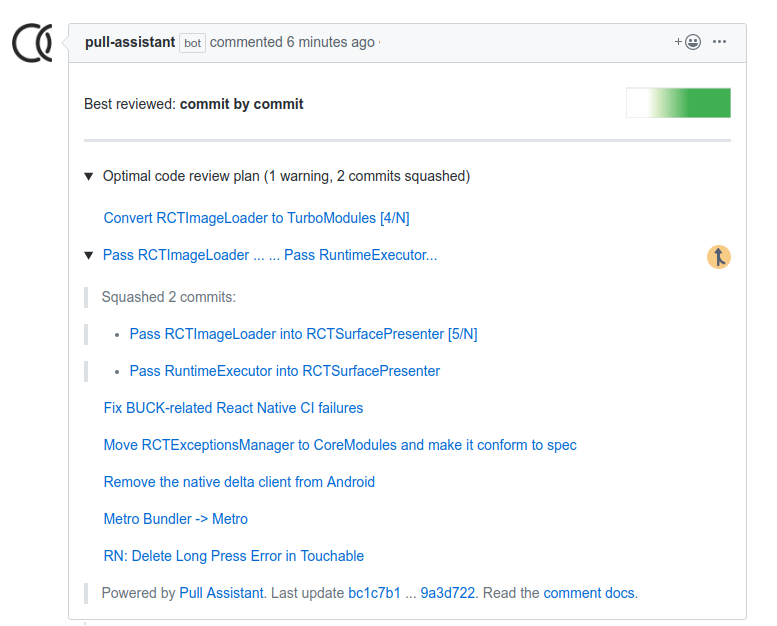 pull-assistant bot commented 6 minutes ago
Best reviewed: commit by commit
Optimal code review plan (1 warning, 2 commits squashed)
Convert RCTImageLoader to TurboModules [4/N]
Pass RCTImageLoader ... ... Pass RuntimeExecutor...
Squashed 2 commits:
• Pass RCTImageLoader into RCTSurfacePresenter [5/N]
• Pass RuntimeExecutor into RCTSurfacePresenter
Fix BUCK-related React Native CI failures
Move RCTExceptionsManager to CoreModules and make it conform to spec
Remove the native delta client from Android
Metro Bundler -> Metro
RN: Delete Long Press Error in Touchable
Powered by Pull Assistant. Last update bc1c7b1 ... 9a3d722. Read the comment docs.